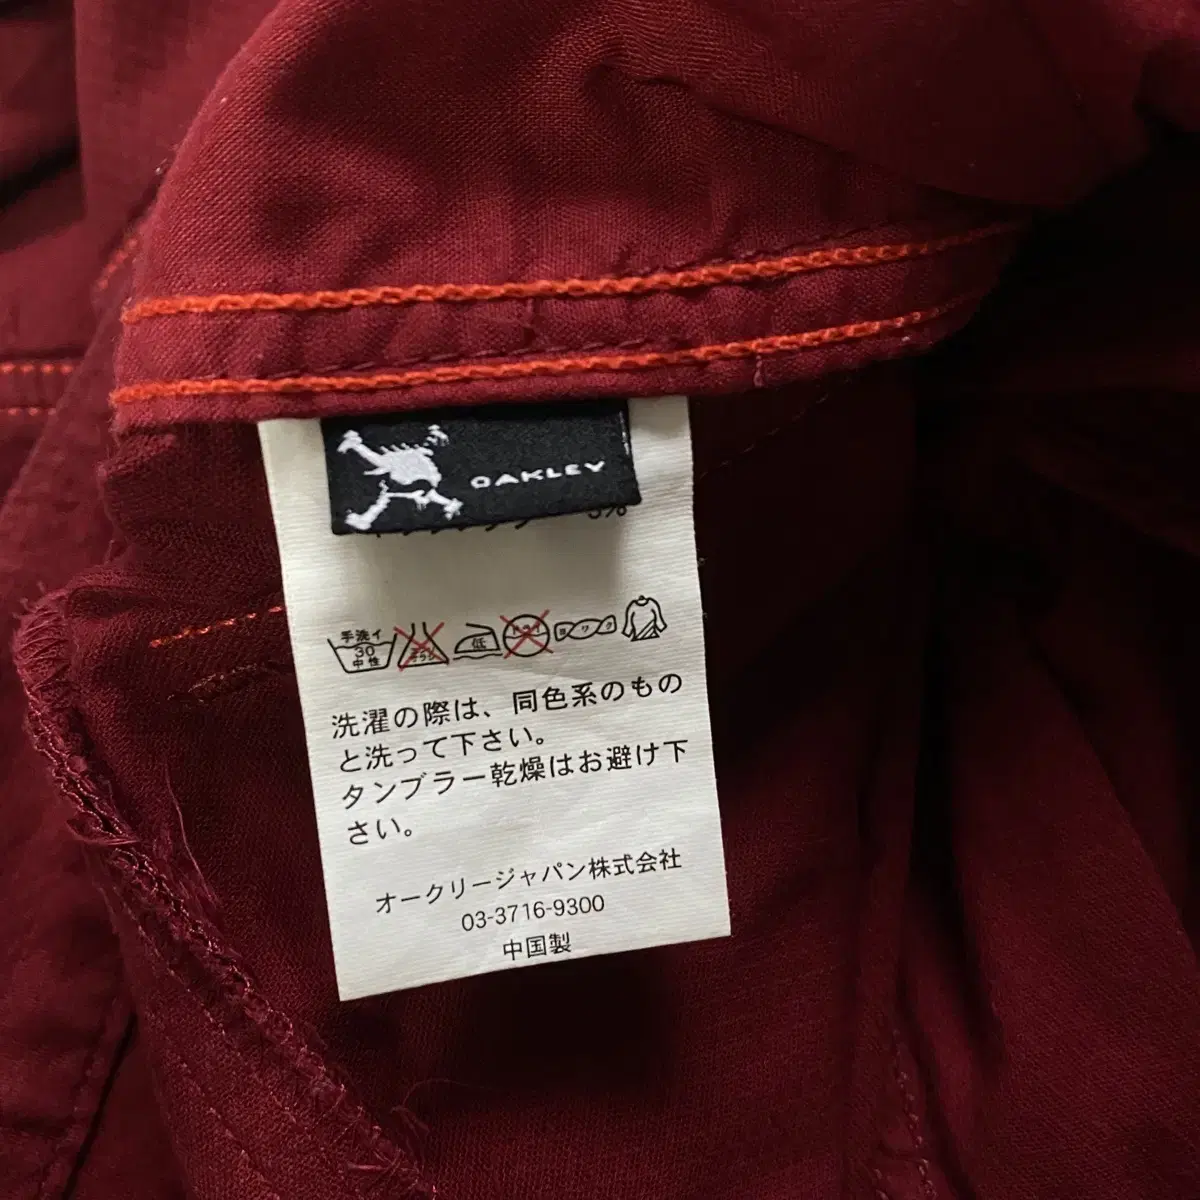 OAKLEY
5%
手洗イ
30
中性
低
洗濯の際は、同色系のもの
と洗って下さい。
タンブラー乾燥はお避け下
さい。
オークリージャパン株式会社
03-3716-9300
中国製